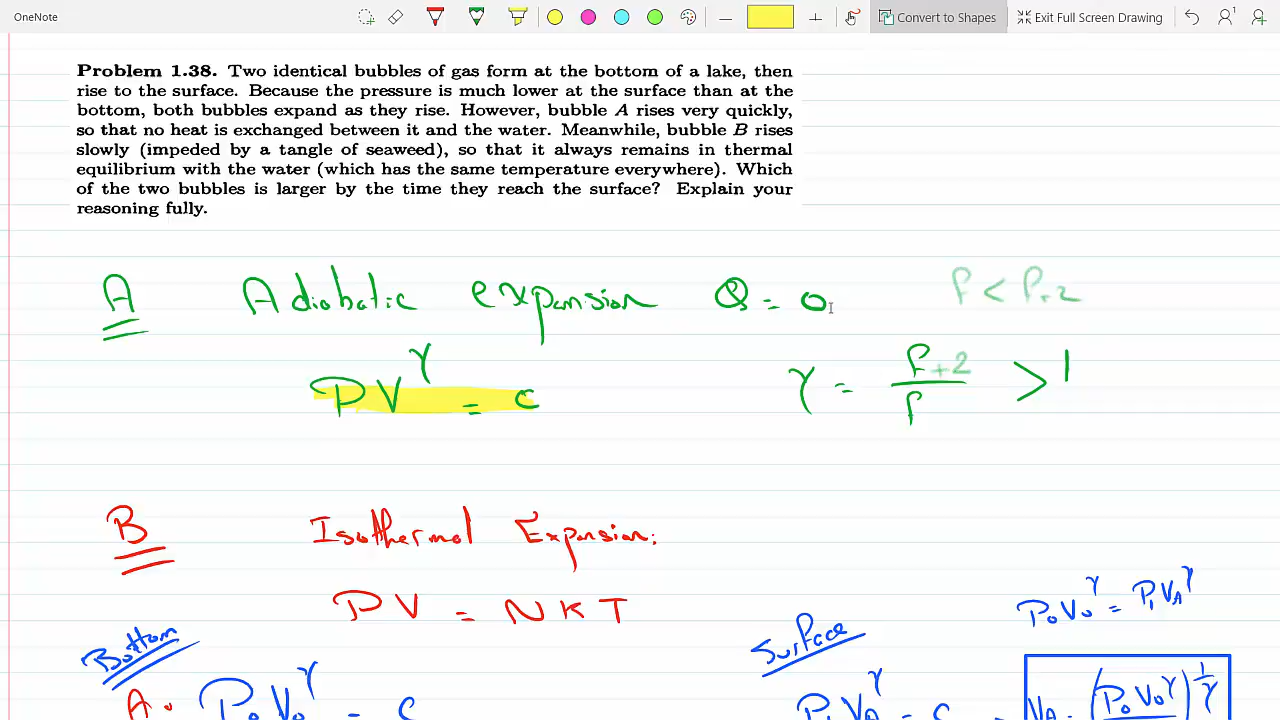 OneNote
Convert to Shapes
Exit Full Screen Drawing
Problem 1.38. Two identical bubbles of gas form at the bottom of a lake, then
rise to the surface. Because the pressure is much lower at the surface than at the
bottom, both bubbles expand as they rise. However, bubble A rises very quickly,
so that no heat is exchanged between it and the water. Meanwhile, bubble B rises
slowly (impeded by a tangle of seaweed), so that it always remains in thermal
equilibrium with the water (which has the same temperature everywhere). Which
of the two bubbles is larger by the time they reach the surface? Explain your
reasoning fully.
A Adiabatic expansion Q = 0 f < f+2
PV^γ = c γ = (f+2)/f > 1
B Isothermal Expansion:
PV = NKT
P₀V₀^γ = P₁V_A^γ
Bottom Surface
A. P₀V₀^γ = c P₁V_A^γ = c V_A = (P₀V₀^γ)^(1/γ)